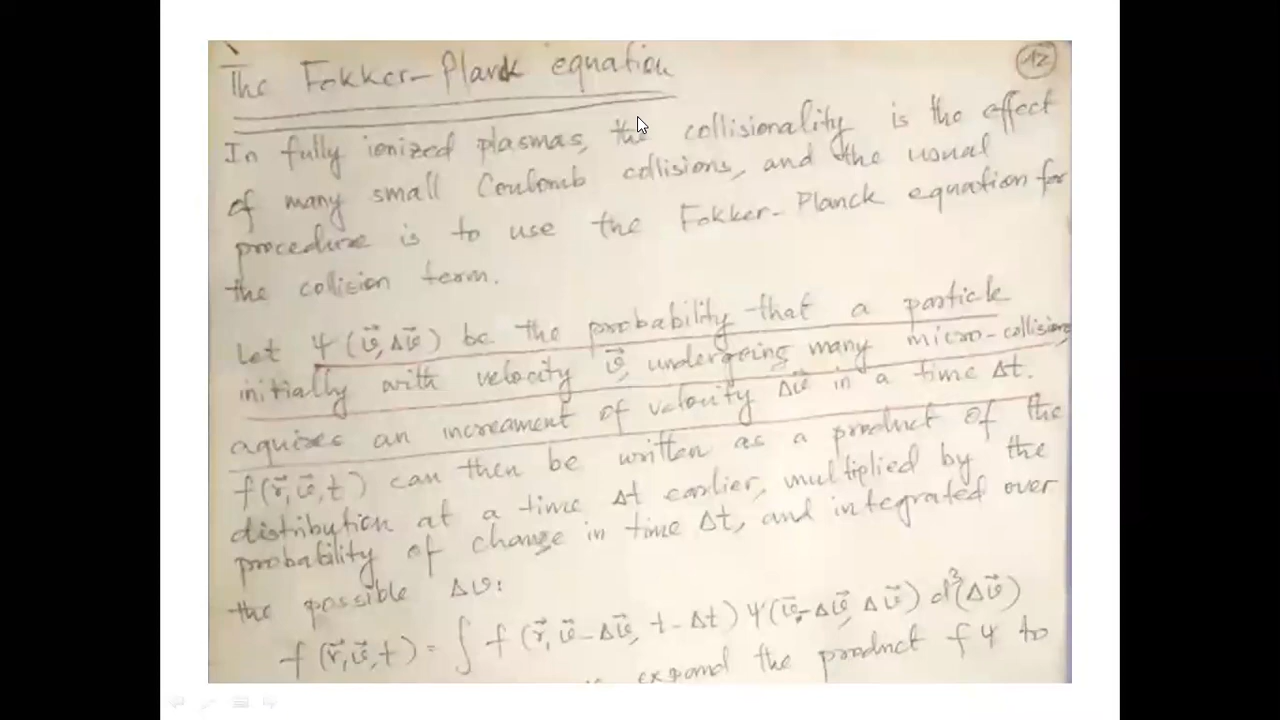 The Fokker-Planck equation
12
In fully ionized plasmas, the collisionality is the effect
of many small Coulomb collisions, and the usual
procedure is to use the Fokker-Planck equation for
the collision term.
Let ψ(v⃗, Δv⃗) be the probability that a particle
initially with velocity v⃗, undergoing many micro-collisions,
aquires an increament of velocity Δv⃗ in a time Δt.
f(r⃗, v⃗, t) can then be written as a product of the
distribution at a time Δt earlier, multiplied by the
probability of change in time Δt, and integrated over
the possible Δv:
f(r⃗, v⃗, t) = ∫ f(r⃗, v⃗-Δv⃗, t-Δt) ψ(v⃗-Δv⃗, Δv⃗) d³(Δv⃗)
expand the product f ψ to